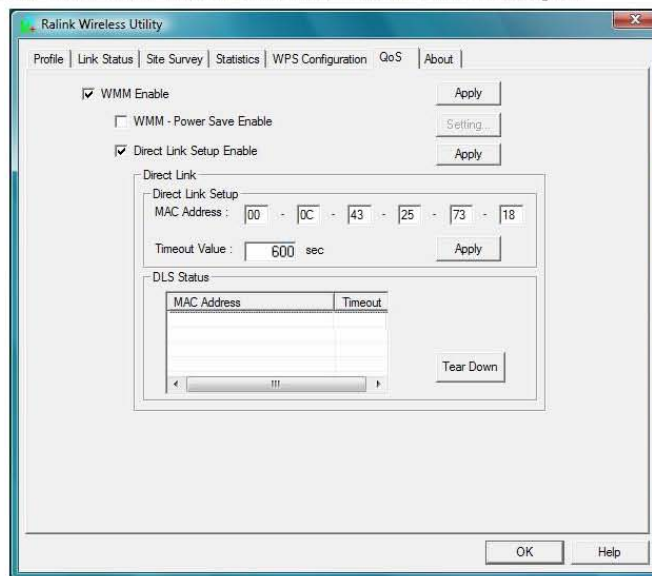 Ralink Wireless Utility
Profile Link Status Site Survey Statistics WPS Configuration QoS About
WMM Enable Apply
WMM - Power Save Enable Setting...
Direct Link Setup Enable Apply
Direct Link
Direct Link Setup
MAC Address : 00 - 0C - 43 - 25 - 73 - 18
Timeout Value : 600 sec Apply
DLS Status
MAC Address Timeout
Tear Down
OK Help